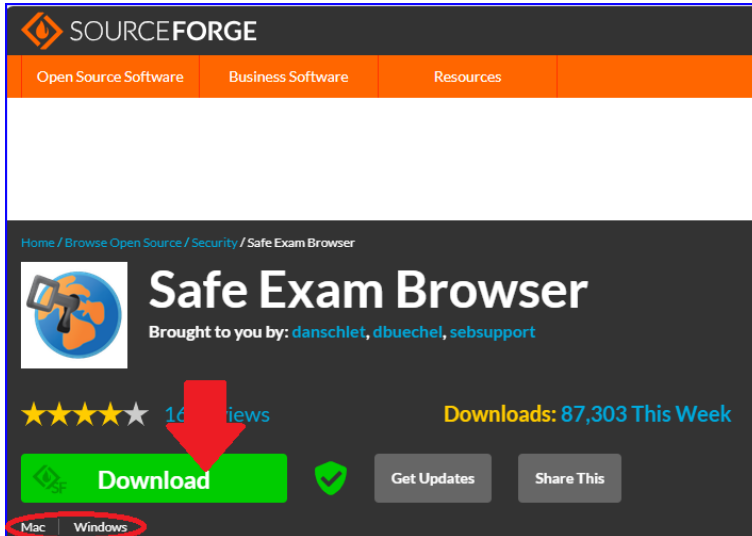 SOURCEFORGE
Open Source Software Business Software Resources
Home / Browse Open Source / Security / Safe Exam Browser
Safe Exam Browser
Brought to you by: danschlet, dbuechel, sebsupport
Downloads: 87,303 This Week
Download Get Updates Share This
SF
Mac Windows